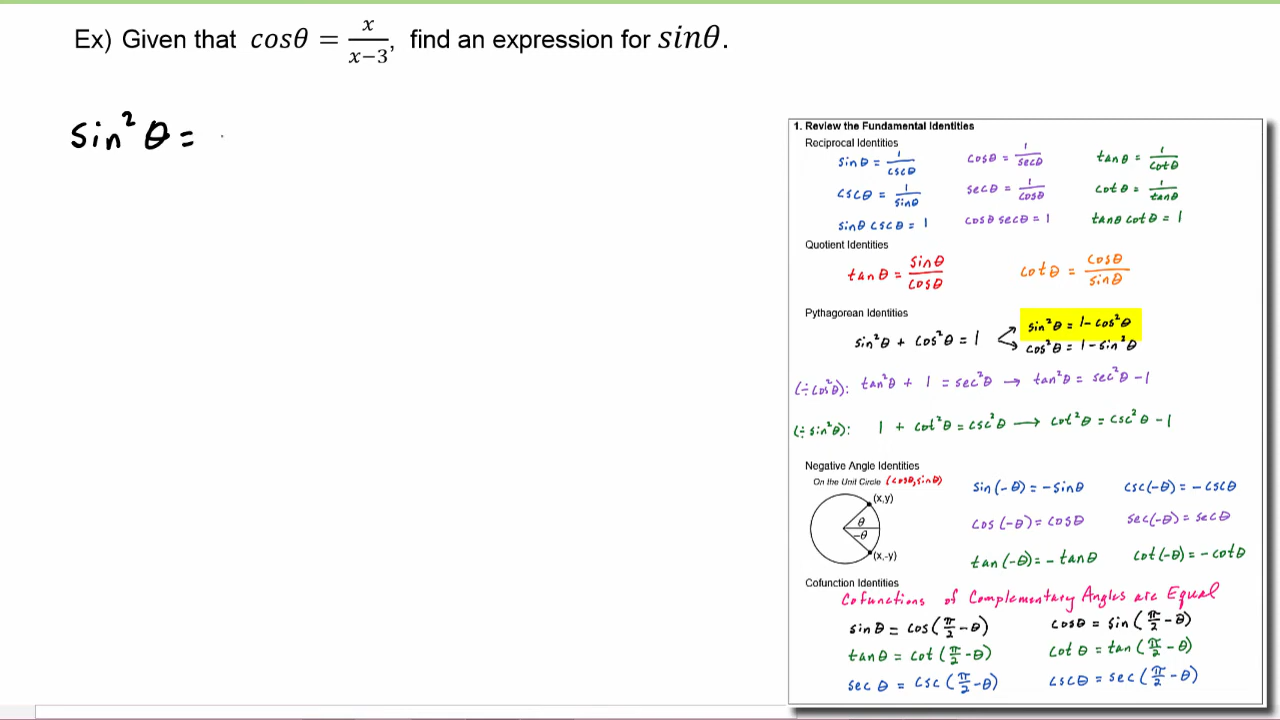 Ex) Given that cosθ = x/(x−3), find an expression for sinθ.
sin²θ =
1. Review the Fundamental Identities
Reciprocal Identities
sinθ = 1/cscθ    cosθ = 1/secθ    tanθ = 1/cotθ
cscθ = 1/sinθ    secθ = 1/cosθ    cotθ = 1/tanθ
sinθ cscθ = 1    cosθ secθ = 1    tanθ cotθ = 1
Quotient Identities
tanθ = sinθ/cosθ    cotθ = cosθ/sinθ
Pythagorean Identities
sin²θ = 1 − cos²θ
sin²θ + cos²θ = 1
cos²θ = 1 − sin²θ
(÷cos²θ): tan²θ + 1 = sec²θ → tan²θ = sec²θ − 1
(÷sin²θ): 1 + cot²θ = csc²θ → cot²θ = csc²θ − 1
Negative Angle Identities
On the Unit Circle (cosθ, sinθ)
(x,y)
θ
−θ
(x,-y)
sin(−θ) = −sinθ    csc(−θ) = −cscθ
cos(−θ) = cosθ    sec(−θ) = secθ
tan(−θ) = −tanθ    cot(−θ) = −cotθ
Cofunction Identities
Cofunctions of Complementary Angles are Equal
sinθ = cos(π/2 − θ)    cosθ = sin(π/2 − θ)
tanθ = cot(π/2 − θ)    cotθ = tan(π/2 − θ)
secθ = csc(π/2 − θ)    cscθ = sec(π/2 − θ)